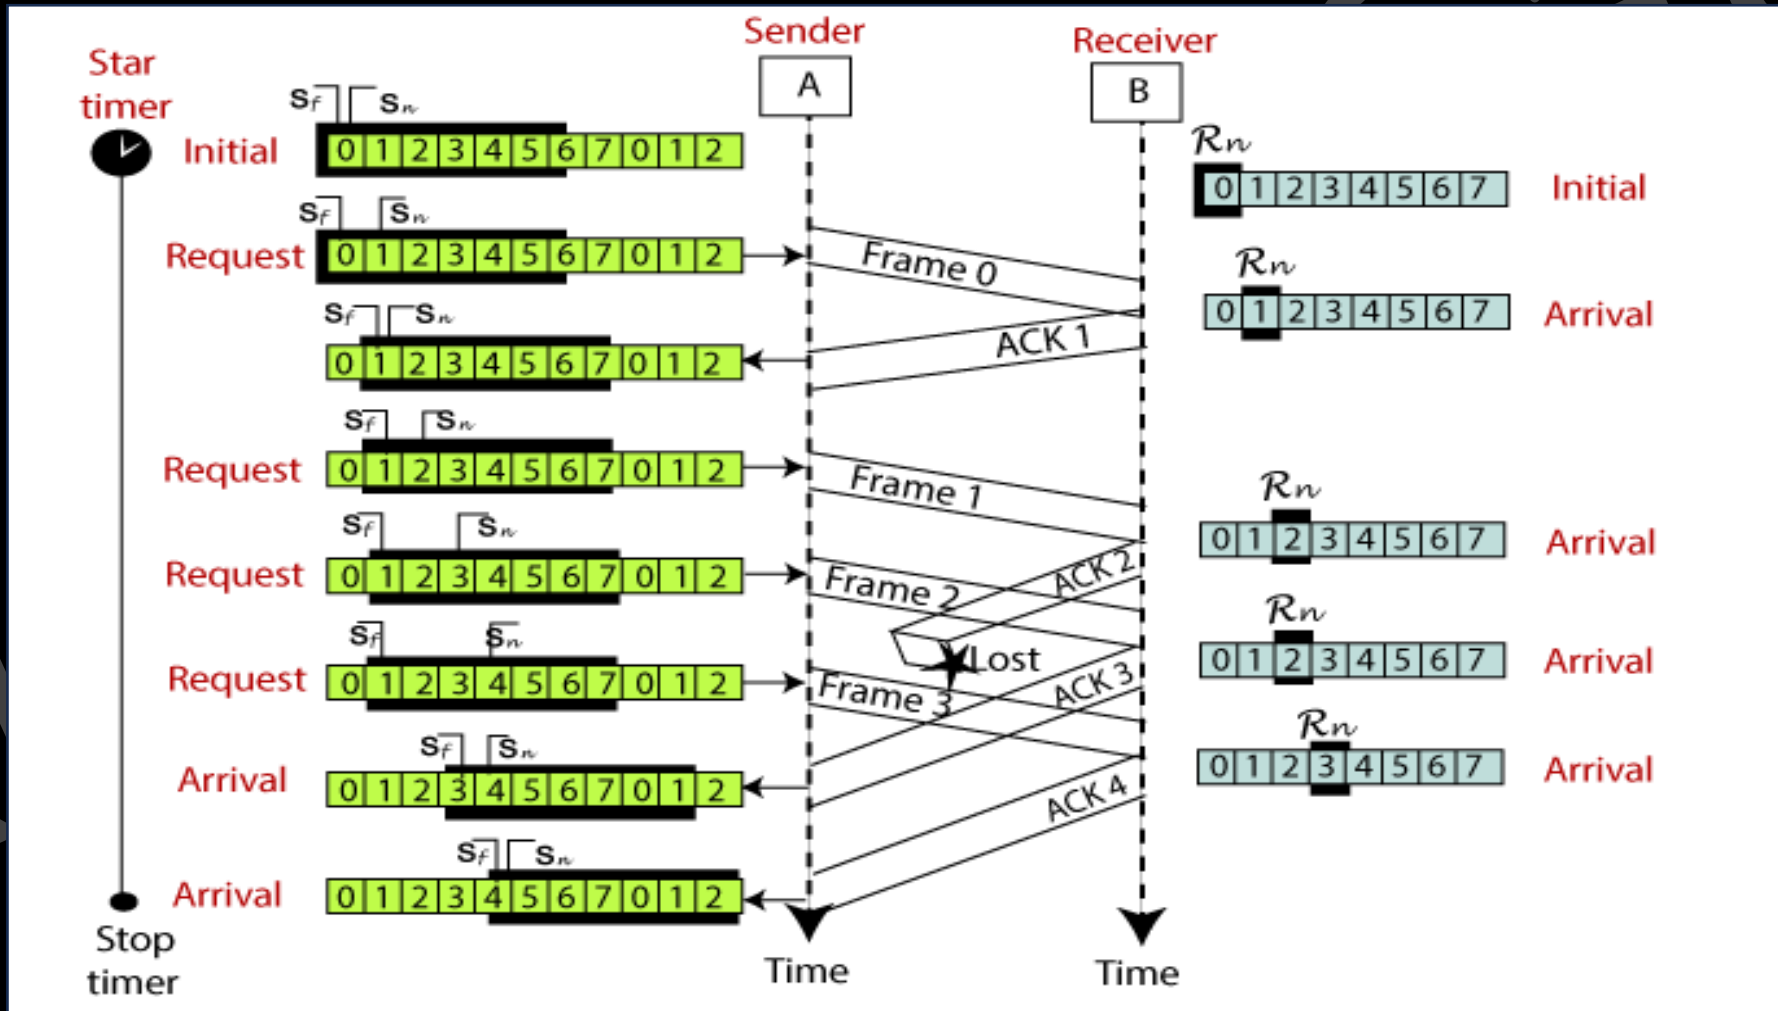 Sender
Receiver
Star
timer
A
B
Sf Sn
Rn
Initial
0 1 2 3 4 5 6 7 0 1 2
0 1 2 3 4 5 6 7
Initial
Sf Sn
Request
0 1 2 3 4 5 6 7 0 1 2
Frame 0
Rn
0 1 2 3 4 5 6 7
Arrival
Sf Sn
0 1 2 3 4 5 6 7 0 1 2
ACK 1
Sf Sn
Request
0 1 2 3 4 5 6 7 0 1 2
Frame 1
Rn
0 1 2 3 4 5 6 7
Arrival
Sf Sn
Request
0 1 2 3 4 5 6 7 0 1 2
Frame 2
ACK 2
Rn
Sf Sn
Lost
0 1 2 3 4 5 6 7
Arrival
Request
0 1 2 3 4 5 6 7 0 1 2
Frame 3
ACK 3
Rn
Sf Sn
0 1 2 3 4 5 6 7
Arrival
Arrival
0 1 2 3 4 5 6 7 0 1 2
ACK 4
Sf Sn
Arrival
0 1 2 3 4 5 6 7 0 1 2
Stop
timer
Time
Time